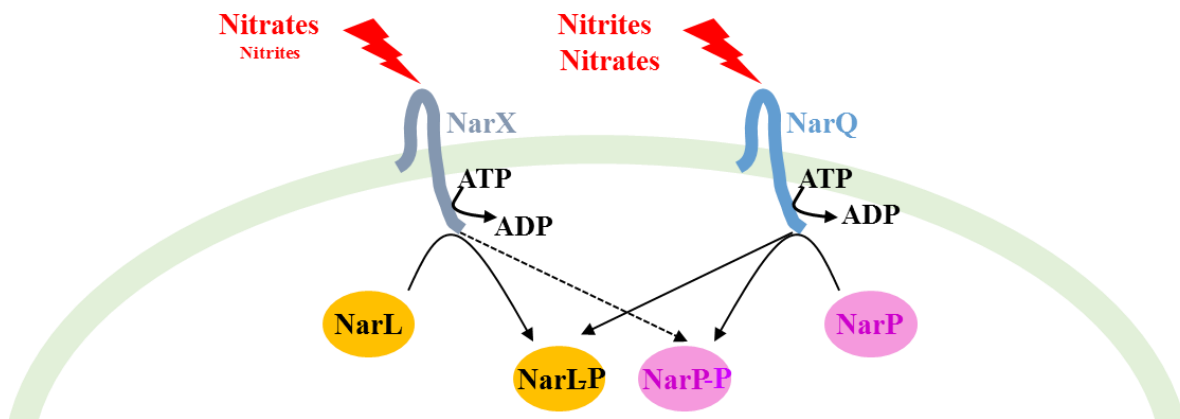 Nitrates
Nitrites
Nitrites
Nitrates
NarX
NarQ
ATP
ADP
ATP
ADP
NarL
NarP
NarL-P
NarP-P